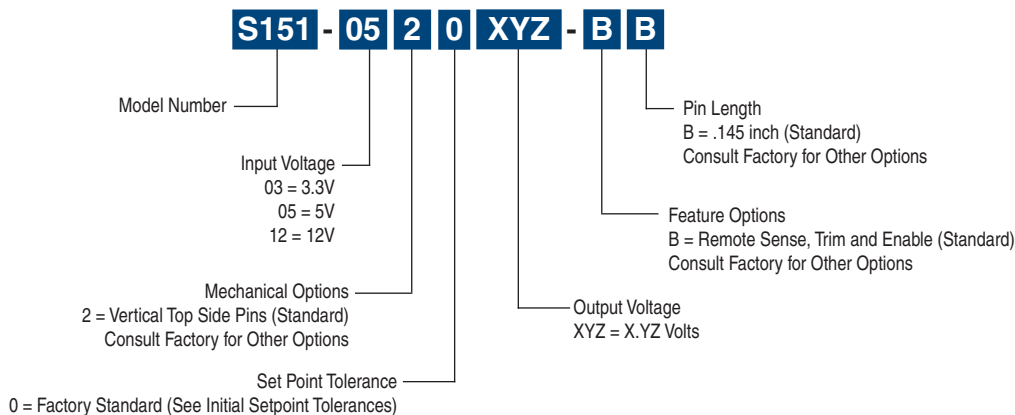 S151 - 05 2 0 XYZ - B B
Model Number
Pin Length
B = .145 inch (Standard)
Consult Factory for Other Options
Input Voltage
03 = 3.3V
05 = 5V
12 = 12V
Feature Options
B = Remote Sense, Trim and Enable (Standard)
Consult Factory for Other Options
Mechanical Options
2 = Vertical Top Side Pins (Standard)
Consult Factory for Other Options
Output Voltage
XYZ = X.YZ Volts
Set Point Tolerance
0 = Factory Standard (See Initial Setpoint Tolerances)